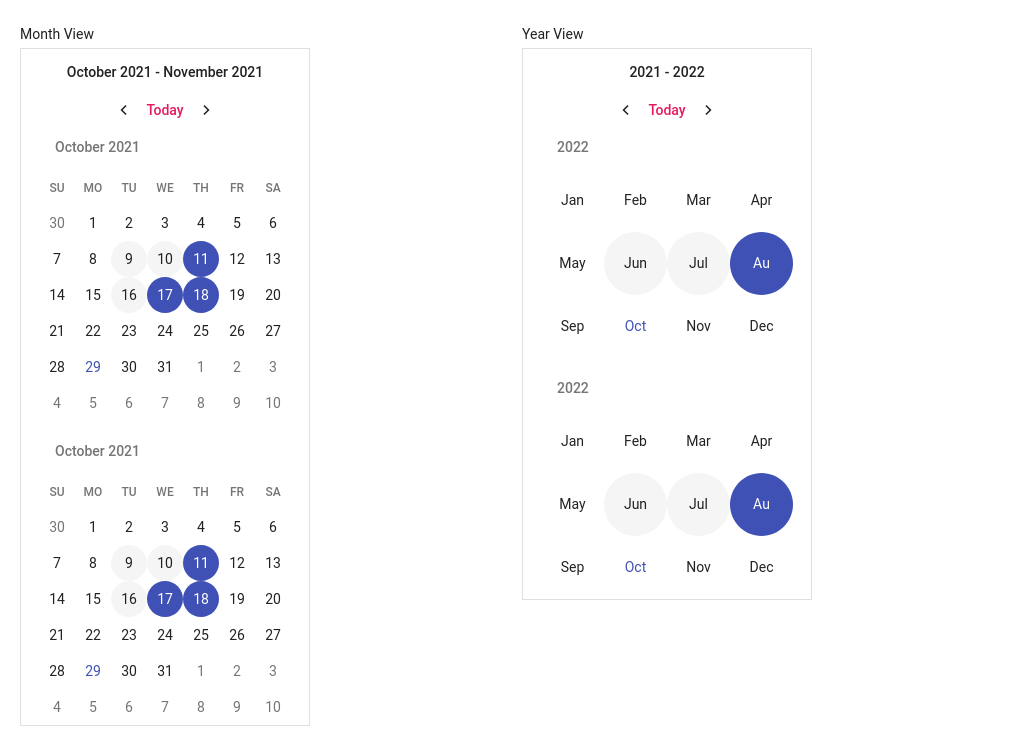 Month View
October 2021 - November 2021
Today
October 2021
SU MO TU WE TH FR SA
30 1 2 3 4 5 6
7 8 9 10 11 12 13
14 15 16 17 18 19 20
21 22 23 24 25 26 27
28 29 30 31 1 2 3
4 5 6 7 8 9 10
October 2021
SU MO TU WE TH FR SA
30 1 2 3 4 5 6
7 8 9 10 11 12 13
14 15 16 17 18 19 20
21 22 23 24 25 26 27
28 29 30 31 1 2 3
4 5 6 7 8 9 10
Year View
2021 - 2022
Today
2022
Jan Feb Mar Apr
May Jun Jul Au
Sep Oct Nov Dec
2022
Jan Feb Mar Apr
May Jun Jul Au
Sep Oct Nov Dec